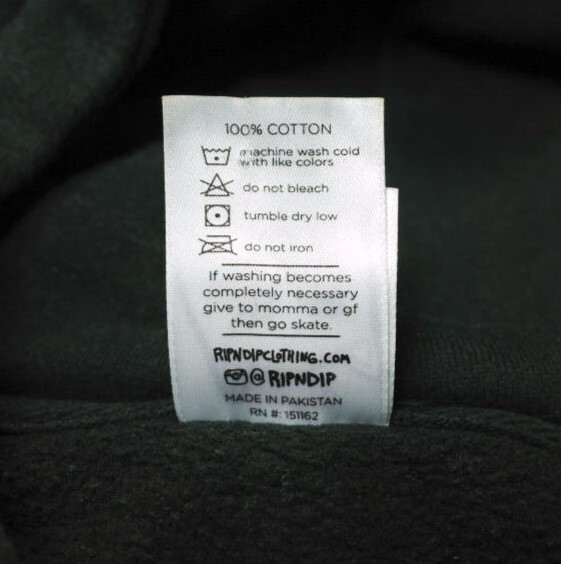 100% COTTON
machine wash cold
with like colors
do not bleach
tumble dry low
do not iron
If washing becomes
completely necessary
give to momma or gf
then go skate.
RIPNDIPCLOTHING.COM
@RIPNDIP
MADE IN PAKISTAN
RN #: 151162